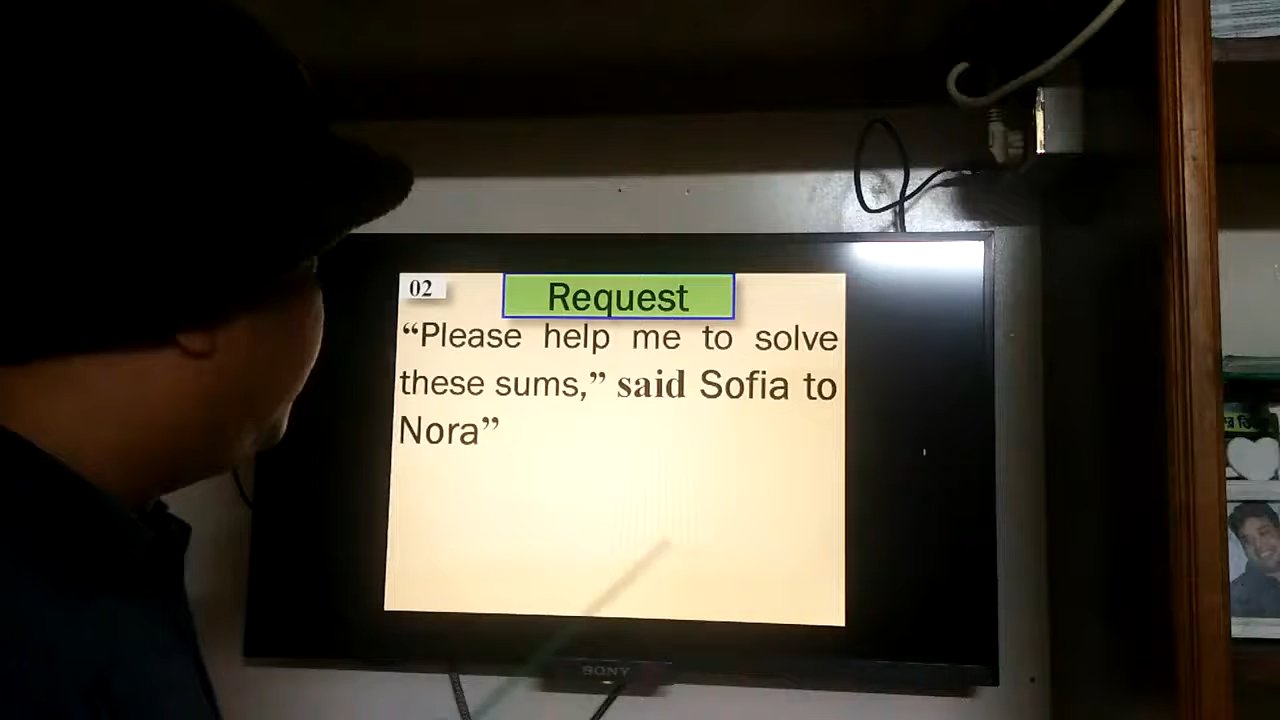 02
Request
“Please help me to solve
these sums,” said Sofia to
Nora”
SONY